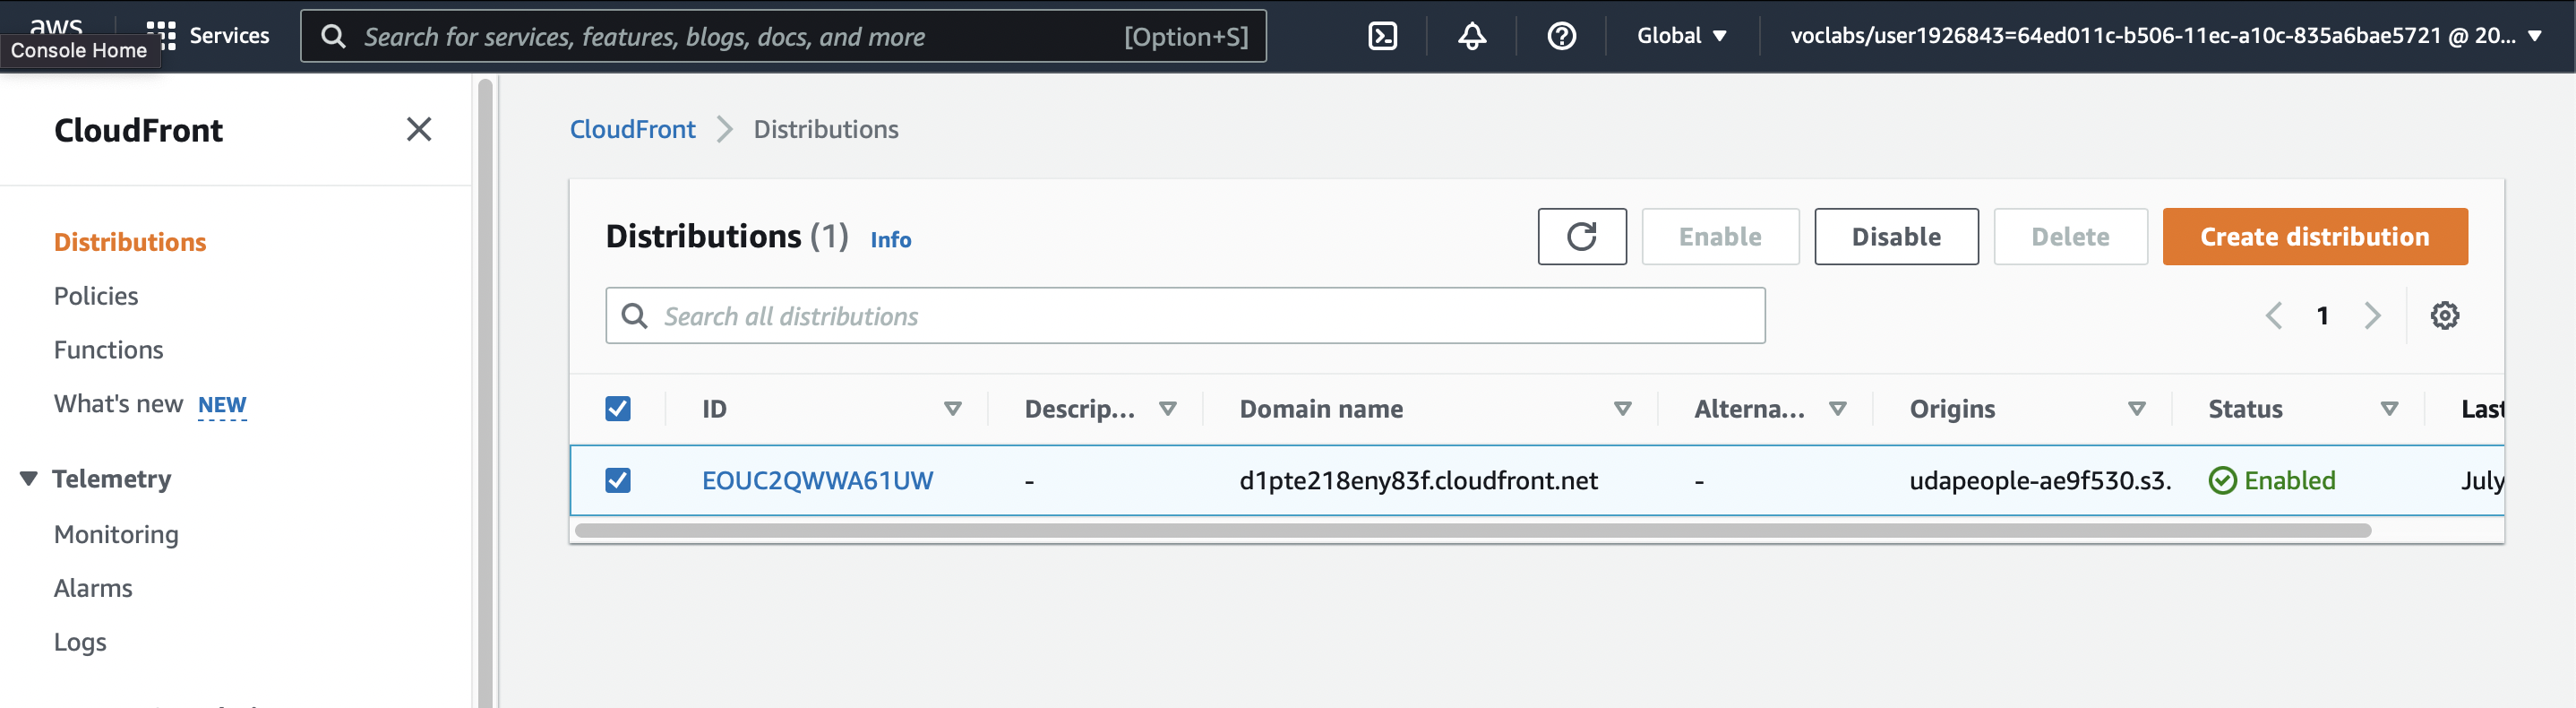 aws
Console Home
Services
Search for services, features, blogs, docs, and more
[Option+S]
Global
voclabs/user1926843=64ed011c-b506-11ec-a10c-835a6bae5721 @ 20...
CloudFront
Distributions
Policies
Functions
What's new NEW
Telemetry
Monitoring
Alarms
Logs
CloudFront
Distributions
Distributions (1) Info
Enable
Disable
Delete
Create distribution
Search all distributions
1
ID
Descrip...
Domain name
Alterna...
Origins
Status
Last
EOUC2QWWA61UW
-
d1pte218eny83f.cloudfront.net
-
udapeople-ae9f530.s3.
Enabled
July